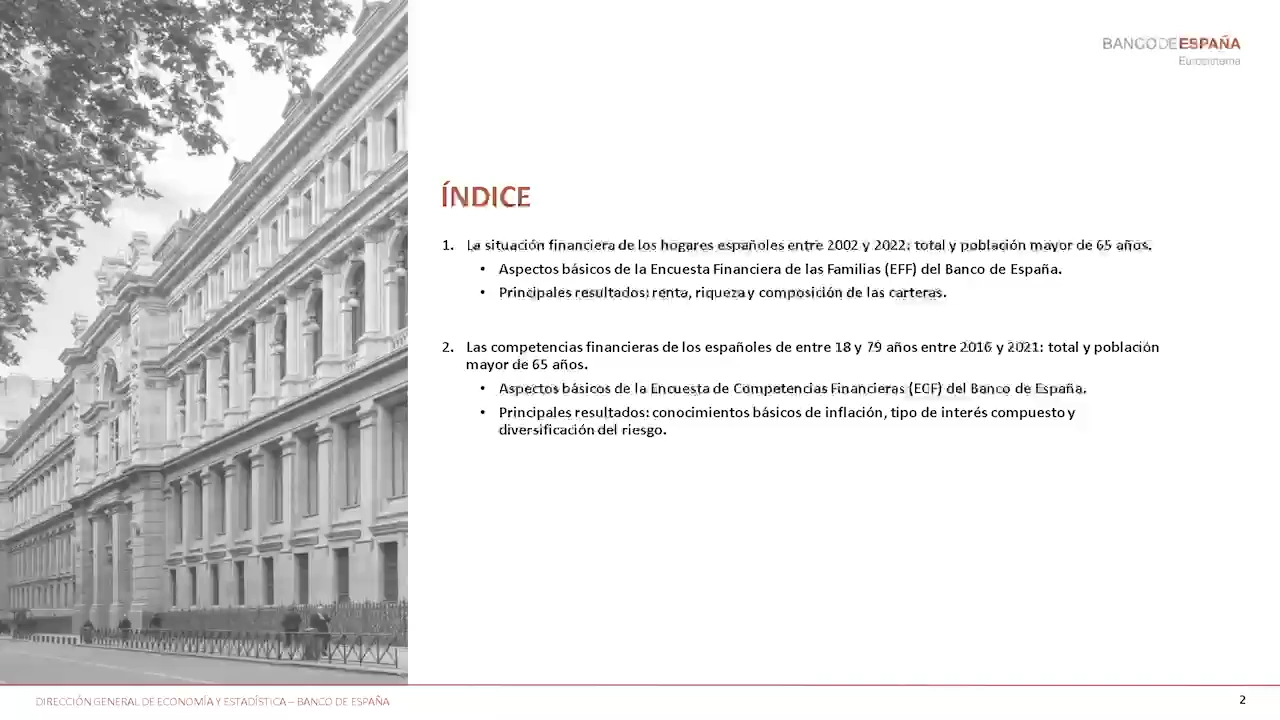 BANCODEESPAÑA
Eurosistema
ÍNDICE
1. La situación financiera de los hogares españoles entre 2002 y 2022: total y población mayor de 65 años.
• Aspectos básicos de la Encuesta Financiera de las Familias (EFF) del Banco de España.
• Principales resultados: renta, riqueza y composición de las carteras.
2. Las competencias financieras de los españoles de entre 18 y 79 años entre 2016 y 2021: total y población
mayor de 65 años.
• Aspectos básicos de la Encuesta de Competencias Financieras (ECF) del Banco de España.
• Principales resultados: conocimientos básicos de inflación, tipo de interés compuesto y
diversificación del riesgo.
DIRECCIÓN GENERAL DE ECONOMÍA Y ESTADÍSTICA – BANCO DE ESPAÑA
2